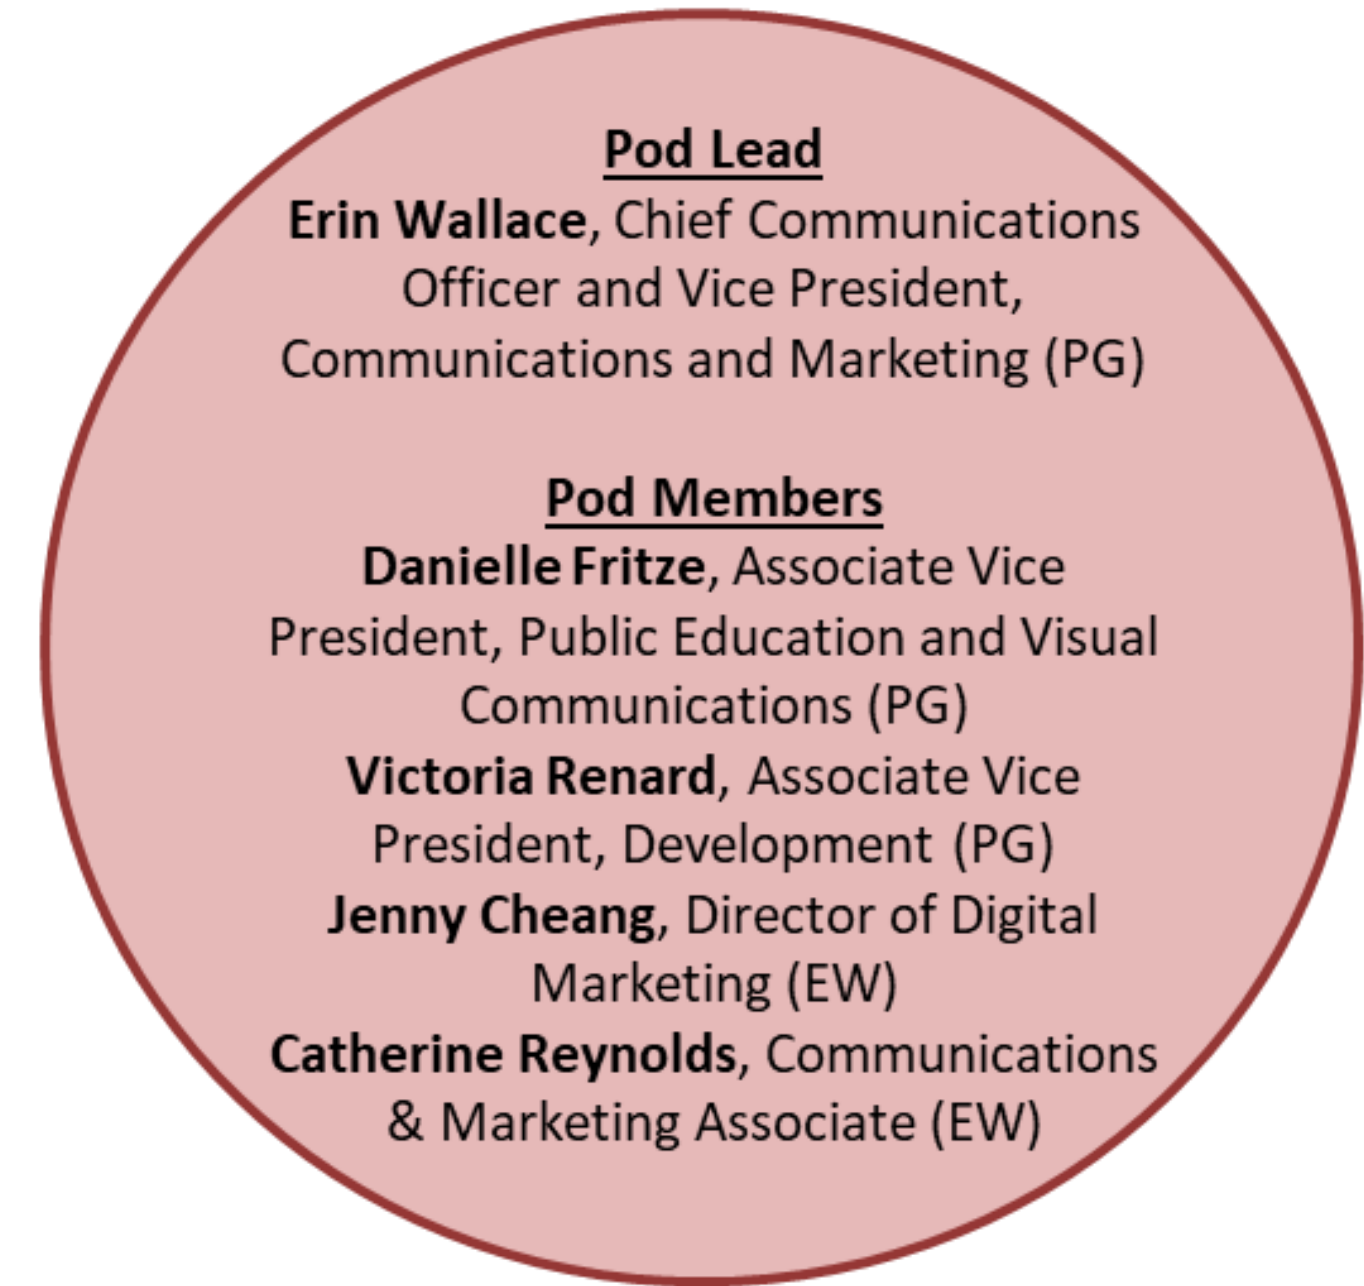 Pod Lead
Erin Wallace, Chief Communications
Officer and Vice President,
Communications and Marketing (PG)
Pod Members
Danielle Fritze, Associate Vice
President, Public Education and Visual
Communications (PG)
Victoria Renard, Associate Vice
President, Development (PG)
Jenny Cheang, Director of Digital
Marketing (EW)
Catherine Reynolds, Communications
& Marketing Associate (EW)